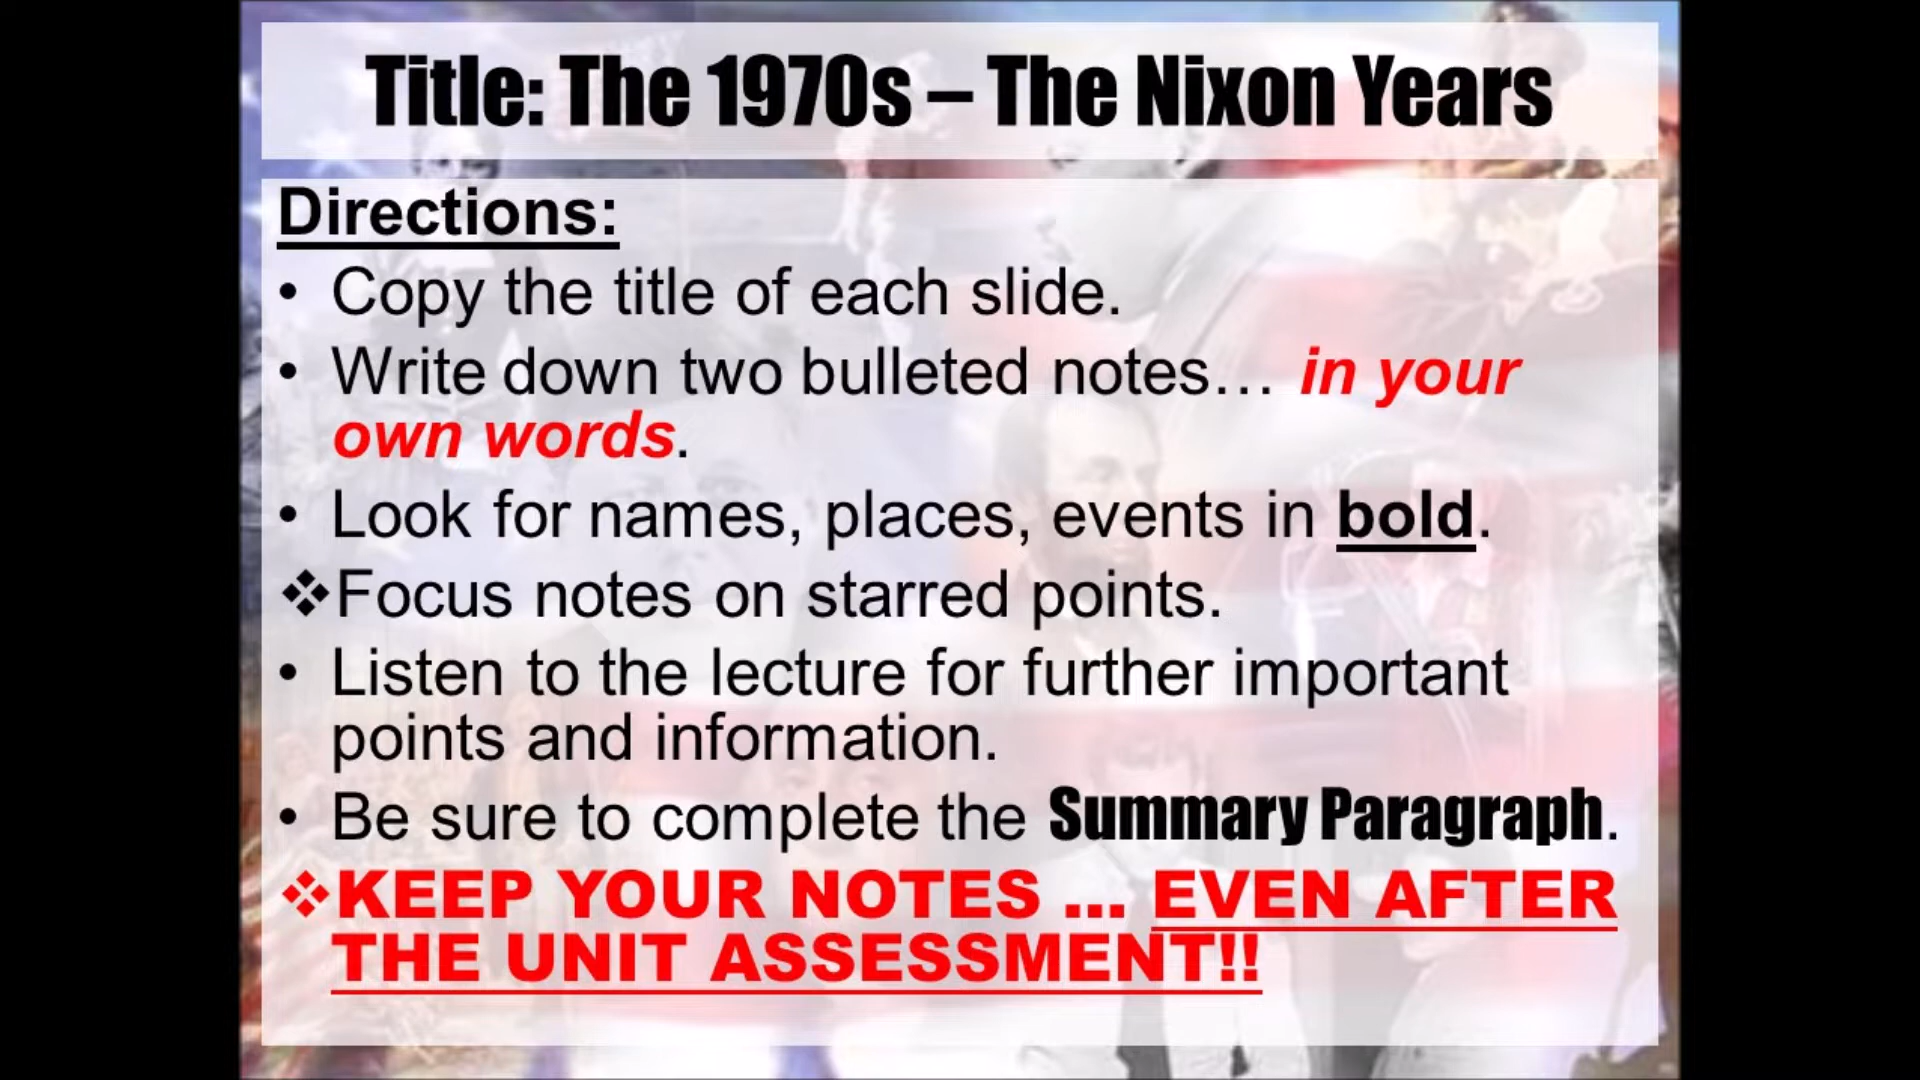 Title: The 1970s – The Nixon Years
Directions:
• Copy the title of each slide.
• Write down two bulleted notes… in your
own words.
• Look for names, places, events in bold.
❖Focus notes on starred points.
• Listen to the lecture for further important
points and information.
• Be sure to complete the Summary Paragraph.
❖KEEP YOUR NOTES … EVEN AFTER
THE UNIT ASSESSMENT!!